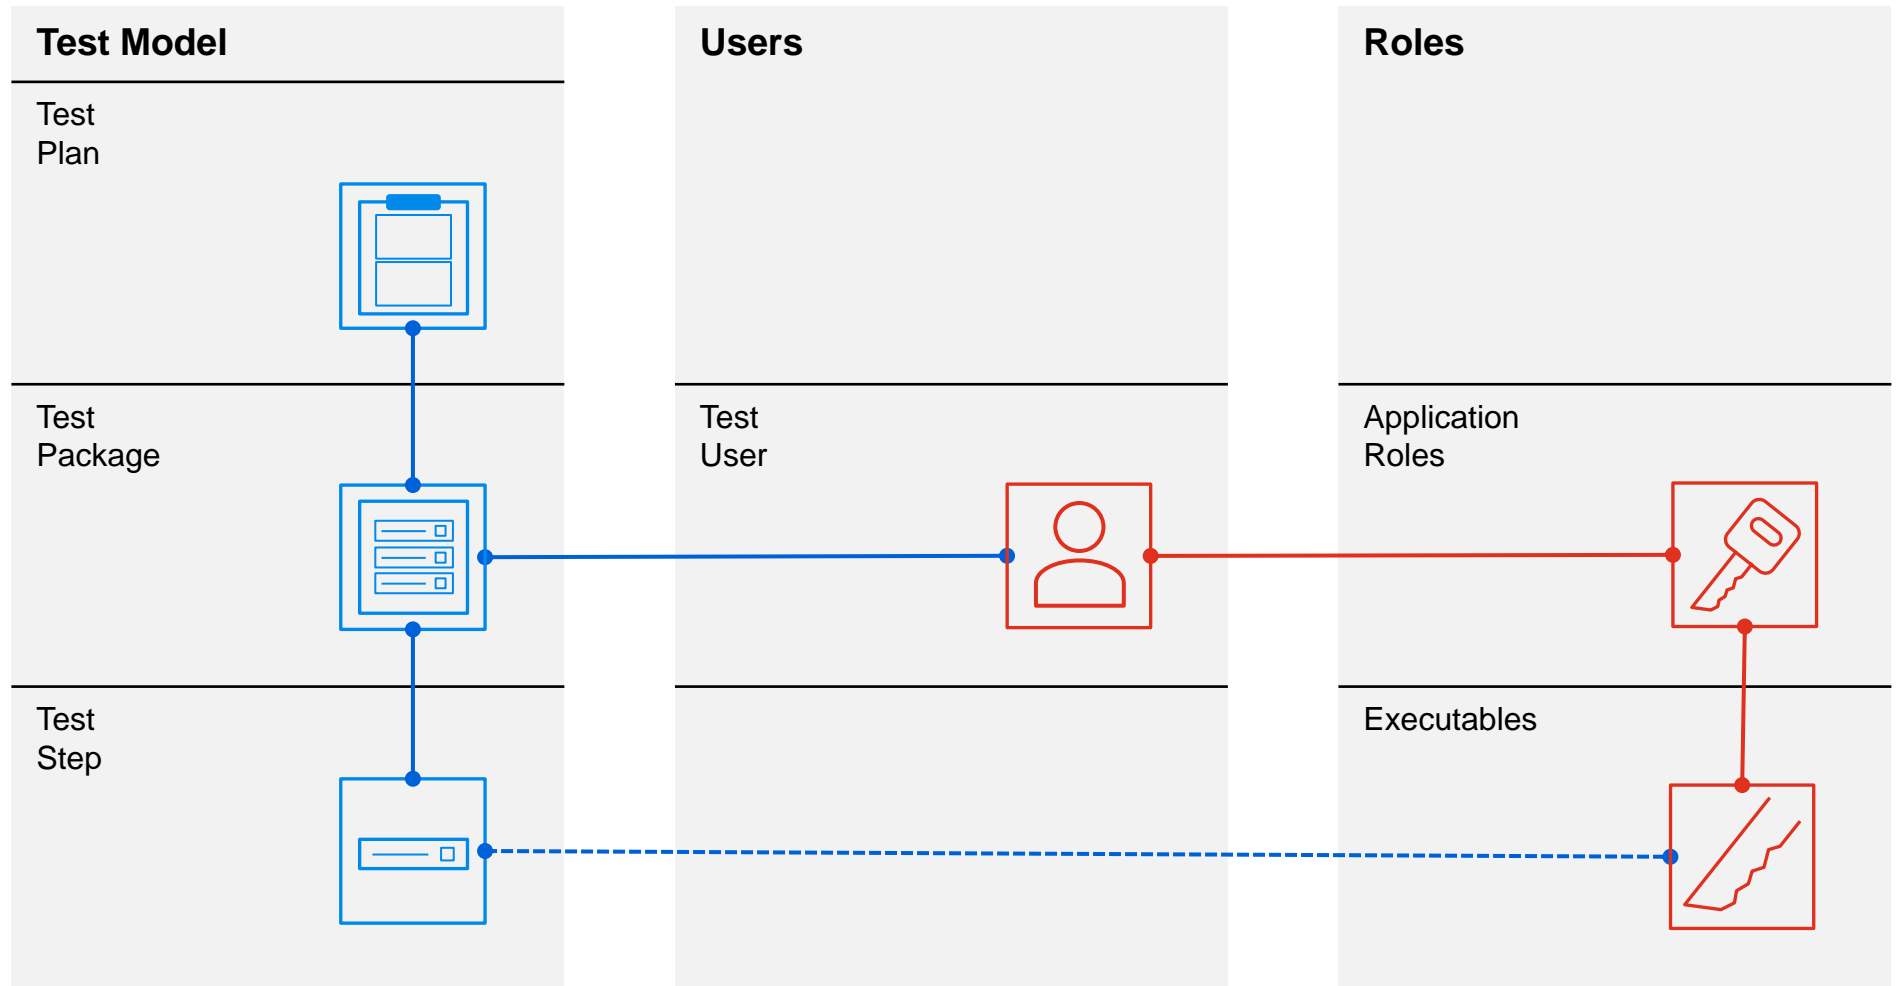 Test Model
Users
Roles
Test
Plan
Test
Package
Test
User
Application
Roles
Test
Step
Executables